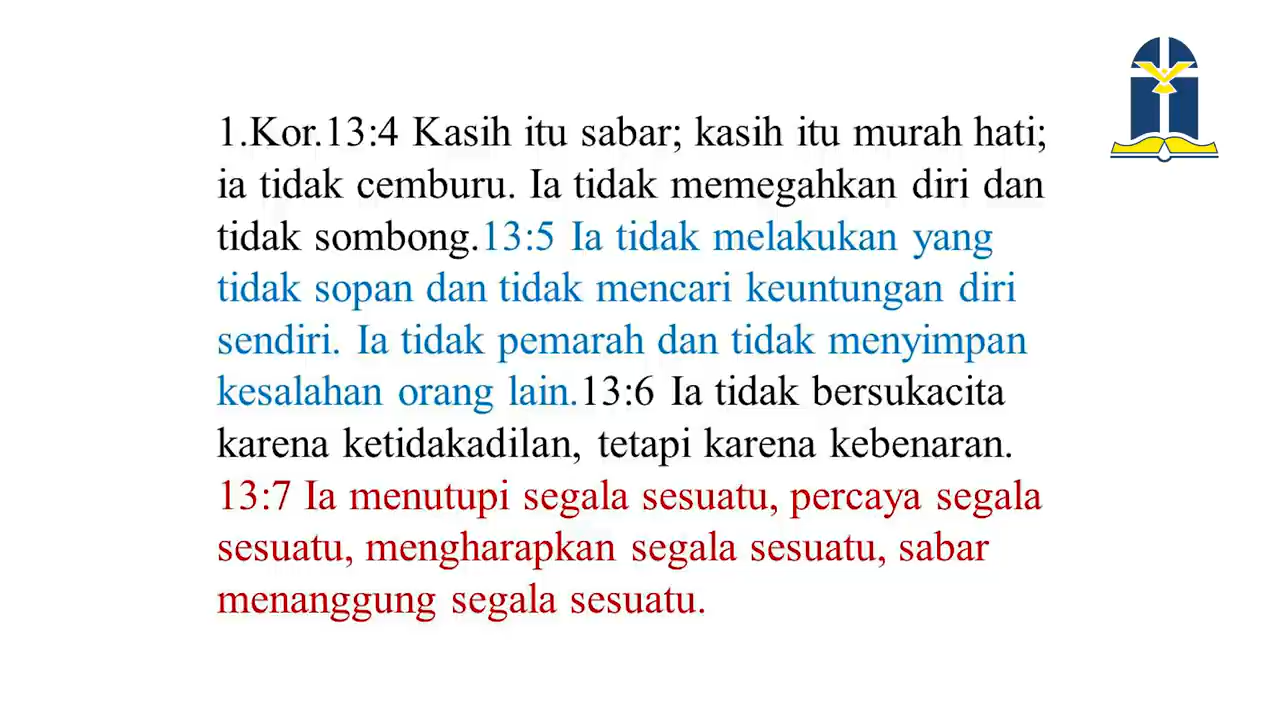 1.Kor.13:4 Kasih itu sabar; kasih itu murah hati;
ia tidak cemburu. Ia tidak memegahkan diri dan
tidak sombong.13:5 Ia tidak melakukan yang
tidak sopan dan tidak mencari keuntungan diri
sendiri. Ia tidak pemarah dan tidak menyimpan
kesalahan orang lain.13:6 Ia tidak bersukacita
karena ketidakadilan, tetapi karena kebenaran.
13:7 Ia menutupi segala sesuatu, percaya segala
sesuatu, mengharapkan segala sesuatu, sabar
menanggung segala sesuatu.